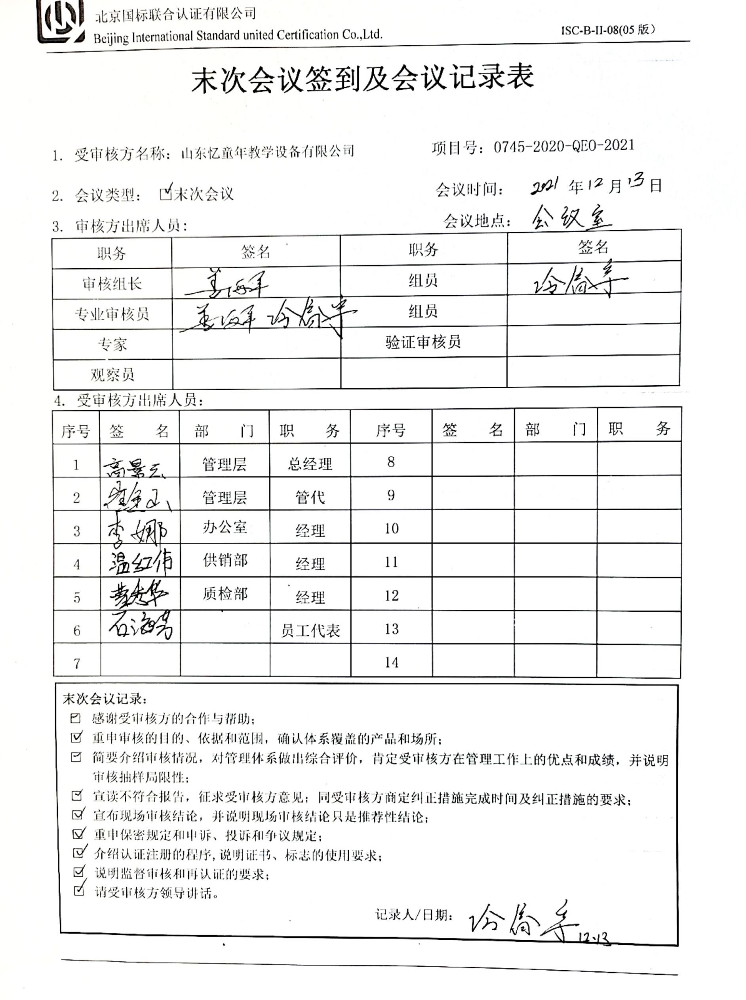 北京国标联合认证有限公司
Beijing International Standard united Certification Co.,Ltd.
ISC-B-II-08(05 版）
末次会议签到及会议记录表
1. 受审核方名称：山东忆童年教学设备有限公司 项目号：0745-2020-QEO-2021
2. 会议类型： 末次会议 会议时间： 2021 年 12 月 13 日
3. 审核方出席人员： 会议地点： 会议室
职务 签名 职务 签名
审核组长 姜海军 组员
专业审核员 姜海军 组员
专家 验证审核员
观察员
4. 受审核方出席人员：
序号 签 名 部 门 职 务 序号 签 名 部 门 职 务
1 高景云 管理层 总经理 8
2 管理层 管代 9
3 李娜 办公室 经理 10
4 温红伟 供销部 经理 11
5 质检部 经理 12
6 石海 员工代表 13
7 14
末次会议记录：
☑ 感谢受审核方的合作与帮助；
☑ 重申审核的目的、依据和范围，确认体系覆盖的产品和场所；
☑ 简要介绍审核情况，对管理体系做出综合评价，肯定受审核方在管理工作上的优点和成绩，并说明
审核抽样局限性；
☑ 宣读不符合报告，征求受审核方意见；同受审核方商定纠正措施完成时间及纠正措施的要求；
☑ 宣布现场审核结论，并说明现场审核结论只是推荐性结论；
☑ 重申保密规定和申诉、投诉和争议规定；
☑ 介绍认证注册的程序,说明证书、标志的使用要求；
☑ 说明监督审核和再认证的要求；
☑ 请受审核方领导讲话。
记录人/日期： 12.13